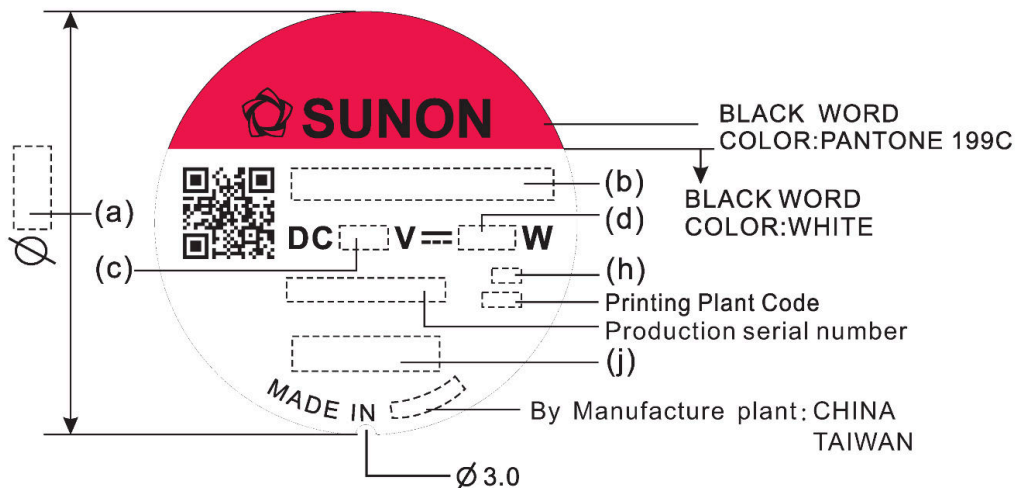 SUNON
BLACK WORD
COLOR:PANTONE 199C
BLACK WORD
COLOR:WHITE
(a)
Ø
(b)
(d)
DC V W
(c)
(h)
Printing Plant Code
Production serial number
(j)
MADE IN
By Manufacture plant: CHINA
TAIWAN
Ø 3.0